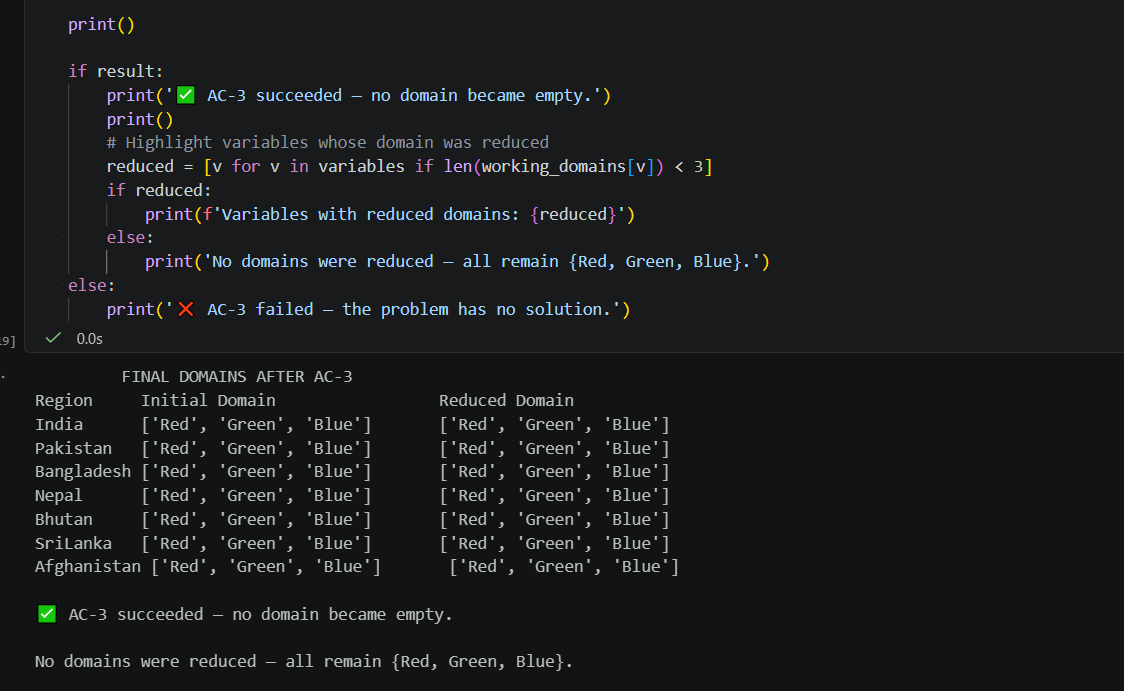 print()
if result:
    print('✅ AC-3 succeeded — no domain became empty.')
    print()
    # Highlight variables whose domain was reduced
    reduced = [v for v in variables if len(working_domains[v]) < 3]
    if reduced:
        print(f'Variables with reduced domains: {reduced}')
    else:
        print('No domains were reduced — all remain {Red, Green, Blue}.')
else:
    print('❌ AC-3 failed — the problem has no solution.')
9] ✓ 0.0s
FINAL DOMAINS AFTER AC-3
Region     Initial Domain                 Reduced Domain
India      ['Red', 'Green', 'Blue']       ['Red', 'Green', 'Blue']
Pakistan   ['Red', 'Green', 'Blue']       ['Red', 'Green', 'Blue']
Bangladesh ['Red', 'Green', 'Blue']       ['Red', 'Green', 'Blue']
Nepal      ['Red', 'Green', 'Blue']       ['Red', 'Green', 'Blue']
Bhutan     ['Red', 'Green', 'Blue']       ['Red', 'Green', 'Blue']
SriLanka   ['Red', 'Green', 'Blue']       ['Red', 'Green', 'Blue']
Afghanistan ['Red', 'Green', 'Blue']       ['Red', 'Green', 'Blue']
✅ AC-3 succeeded — no domain became empty.
No domains were reduced — all remain {Red, Green, Blue}.